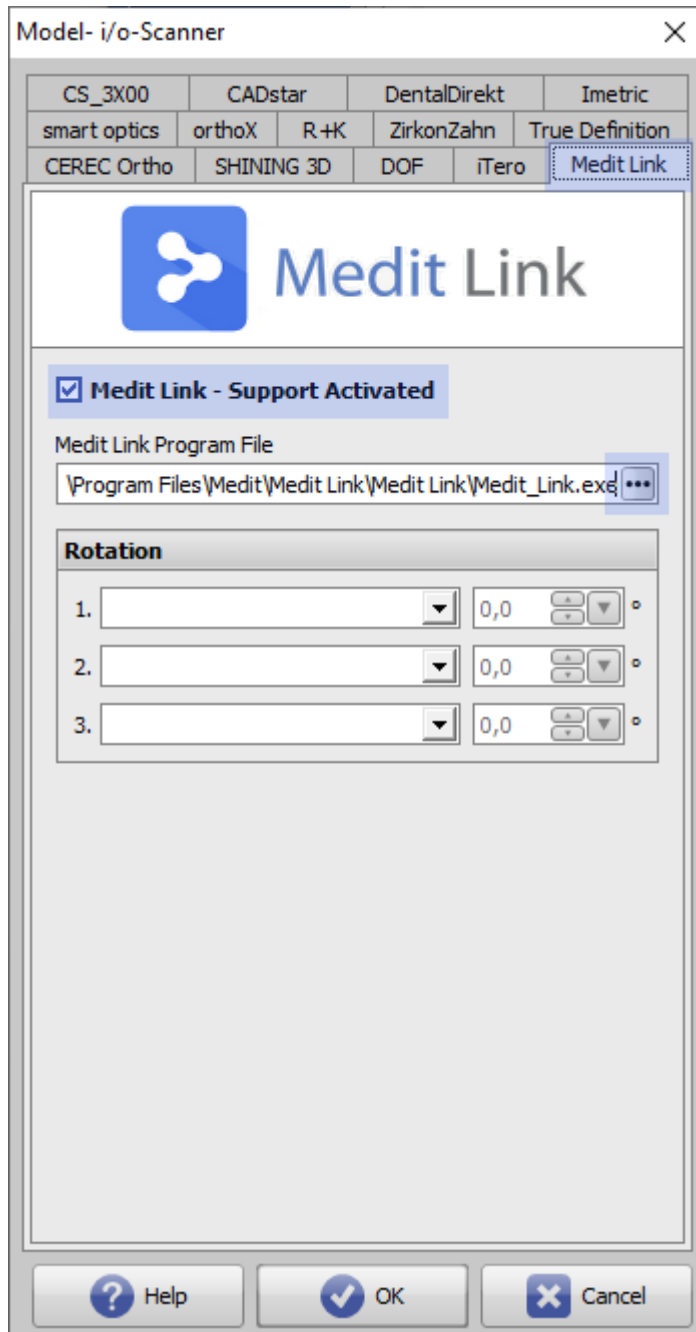 Model- i/o-Scanner
CS_3X00 CADstar DentalDirekt Imetric
smart optics orthoX R+K ZirkonZahn True Definition
CEREC Ortho SHINING 3D DOF iTero Medit Link
Medit Link
Medit Link - Support Activated
Medit Link Program File
\Program Files\Medit\Medit Link\Medit Link\Medit_Link.exe
Rotation
1. 0,0 °
2. 0,0 °
3. 0,0 °
Help OK Cancel